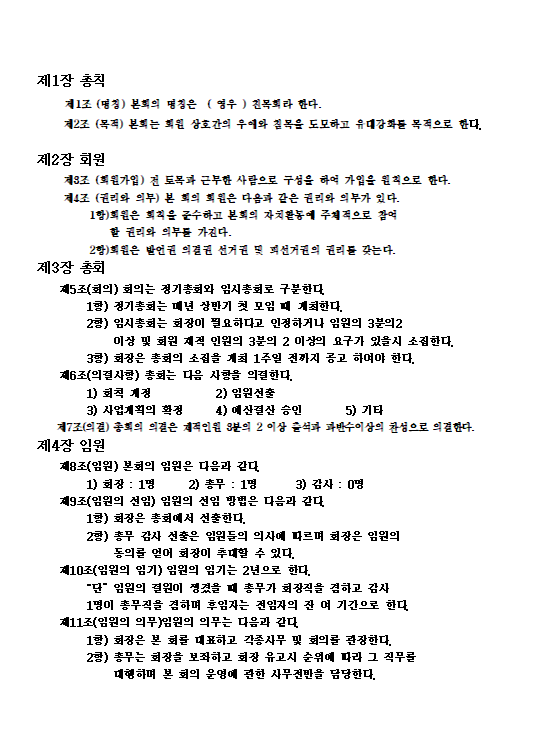 제1장 총칙
제1조 (명칭) 본회의 명칭은 ( 영우 ) 친목회라 한다.
제2조 (목적) 본회는 회원 상호간의 우애와 친목을 도모하고 유대강화를 목적으로 한다.
제2장 회원
제3조 (회원가입) 전 토목과 근무한 사람으로 구성을 하여 가입을 원칙으로 한다.
제4조 (권리와 의무) 본 회의 회원은 다음과 같은 권리와 의무가 있다.
1항)회원은 회칙을 준수하고 본회의 자치활동에 주체적으로 참여
할 권리와 의무를 가진다.
2항)회원은 발언권 의결권 선거권 및 피선거권의 권리를 갖는다.
제3장 총회
제5조(회의) 회의는 정기총회와 임시총회로 구분한다.
1항) 정기총회는 매년 상반기 첫 모임 때 개최한다.
2항) 임시총회는 회장이 필요하다고 인정하거나 임원의 3분의2
이상 및 회원 재적 인원의 3분의 2 이상의 요구가 있을시 소집한다.
3항) 회장은 총회의 소집을 개최 1주일 전까지 공고 하여야 한다.
제6조(의결사항) 총회는 다음 사항을 의결한다.
1) 회칙 개정 2) 임원선출
3) 사업계획의 확정 4) 예산결산 승인 5) 기타
제7조(의결) 총회의 의결은 재적인원 3분의 2 이상 출석과 과반수이상의 찬성으로 의결한다.
제4장 임원
제8조(임원) 본회의 임원은 다음과 같다.
1) 회장 : 1명 2) 총무 : 1명 3) 감사 : 0명
제9조(임원의 선임) 임원의 선임 방법은 다음과 같다.
1항) 회장은 총회에서 선출한다.
2항) 총무 감사 선출은 임원들의 의사에 따르며 회장은 임원의
동의를 얻어 회장이 추대할 수 있다.
제10조(임원의 임기) 임원의 임기는 2년으로 한다.
"단" 임원의 결원이 생겼을 때 총무가 회장직을 겸하고 감사
1명이 총무직을 겸하며 후임자는 전임자의 잔 여 기간으로 한다.
제11조(임원의 의무)임원의 의무는 다음과 같다.
1항) 회장은 본 회를 대표하고 각종사무 및 회의를 관장한다.
2항) 총무는 회장을 보좌하고 회장 유고시 순위에 따라 그 직무를
대행하며 본 회의 운영에 관한 사무전반을 담당한다.